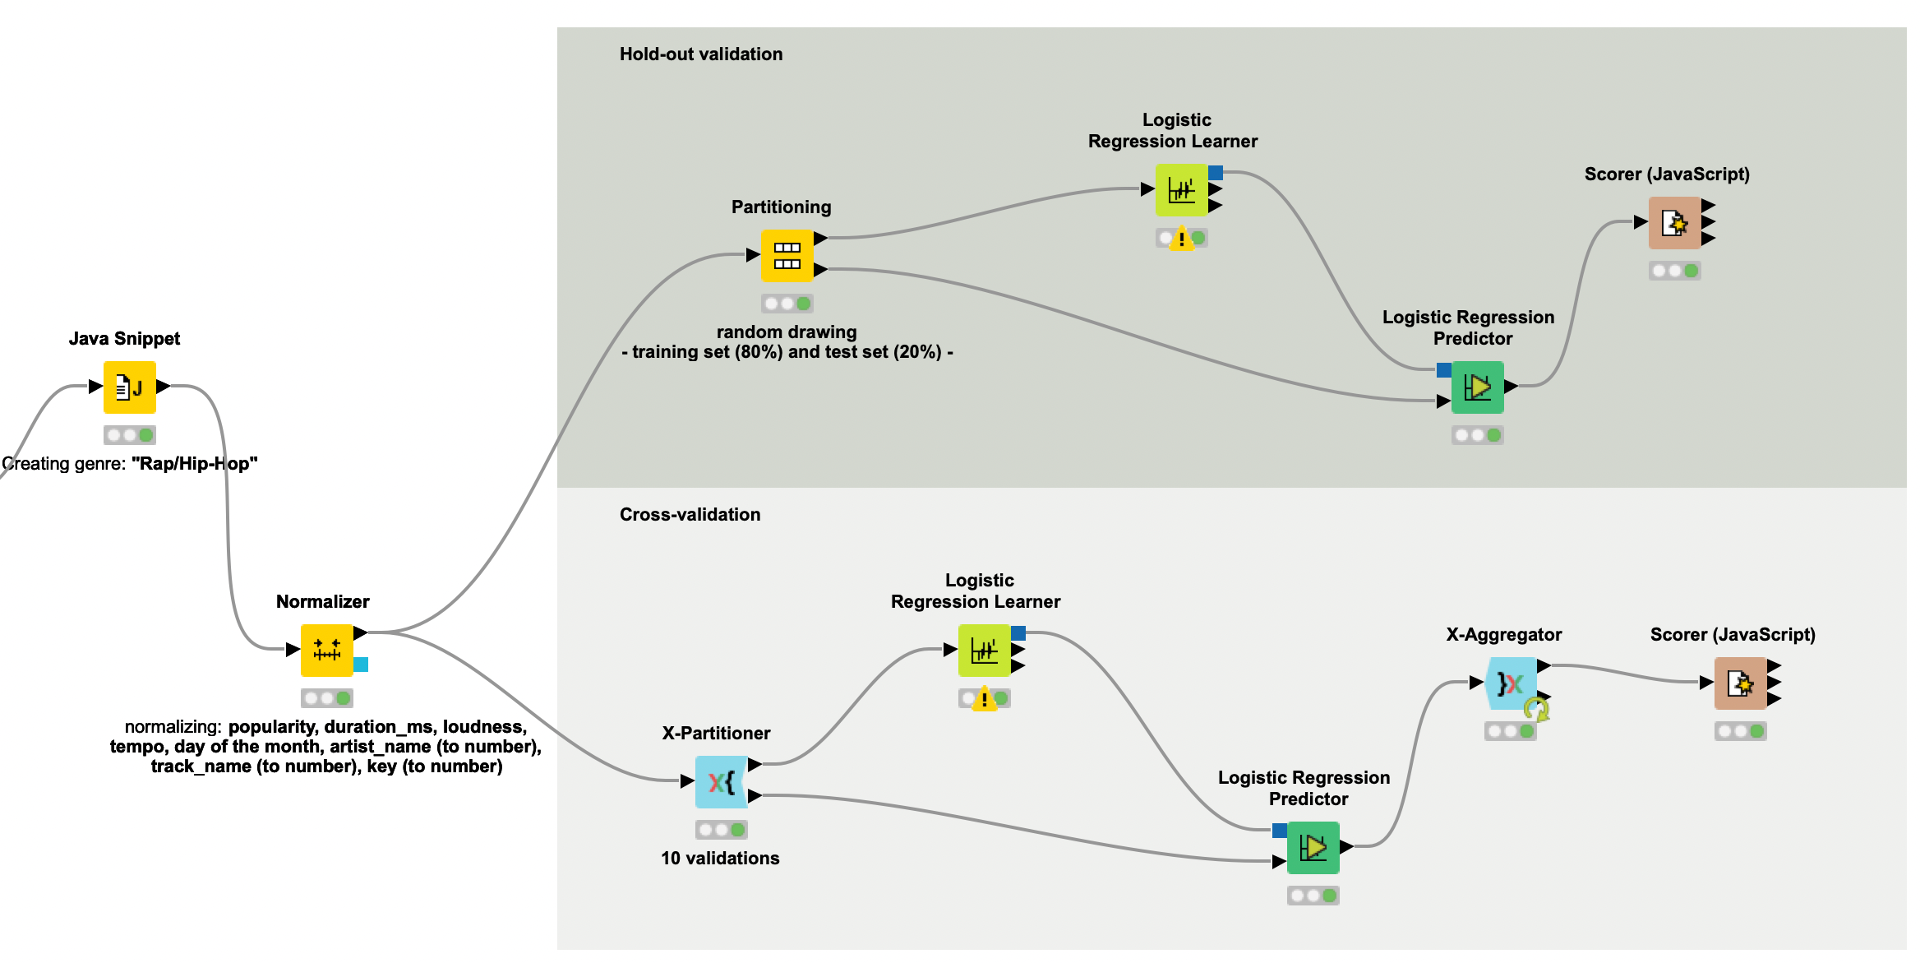 Hold-out validation
Logistic
Regression Learner
Scorer (JavaScript)
Partitioning
random drawing
- training set (80%) and test set (20%) -
Logistic Regression
Predictor
Java Snippet
J
Creating genre: "Rap/Hip-Hop"
Normalizer
normalizing: popularity, duration_ms, loudness,
tempo, day of the month, artist_name (to number),
track_name (to number), key (to number)
Cross-validation
Logistic
Regression Learner
X-Partitioner
X{
10 validations
Logistic Regression
Predictor
X-Aggregator
}X
Scorer (JavaScript)